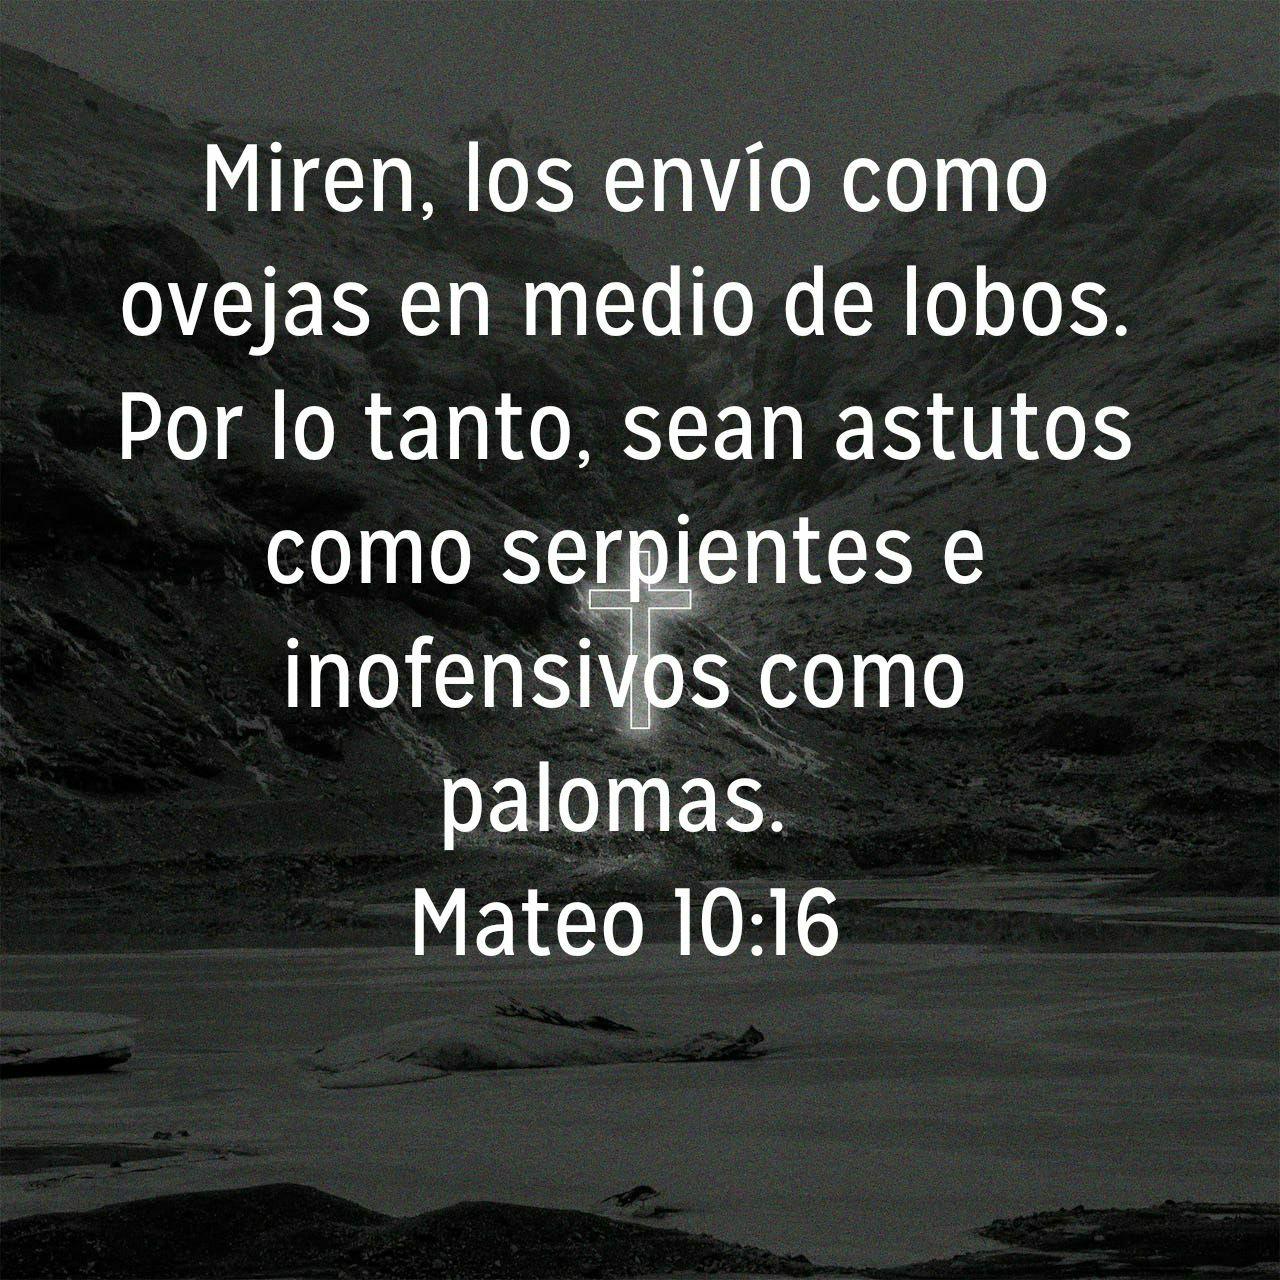 Miren, los envío como
ovejas en medio de lobos.
Por lo tanto, sean astutos
como serpientes e
inofensivos como
palomas.
Mateo 10:16